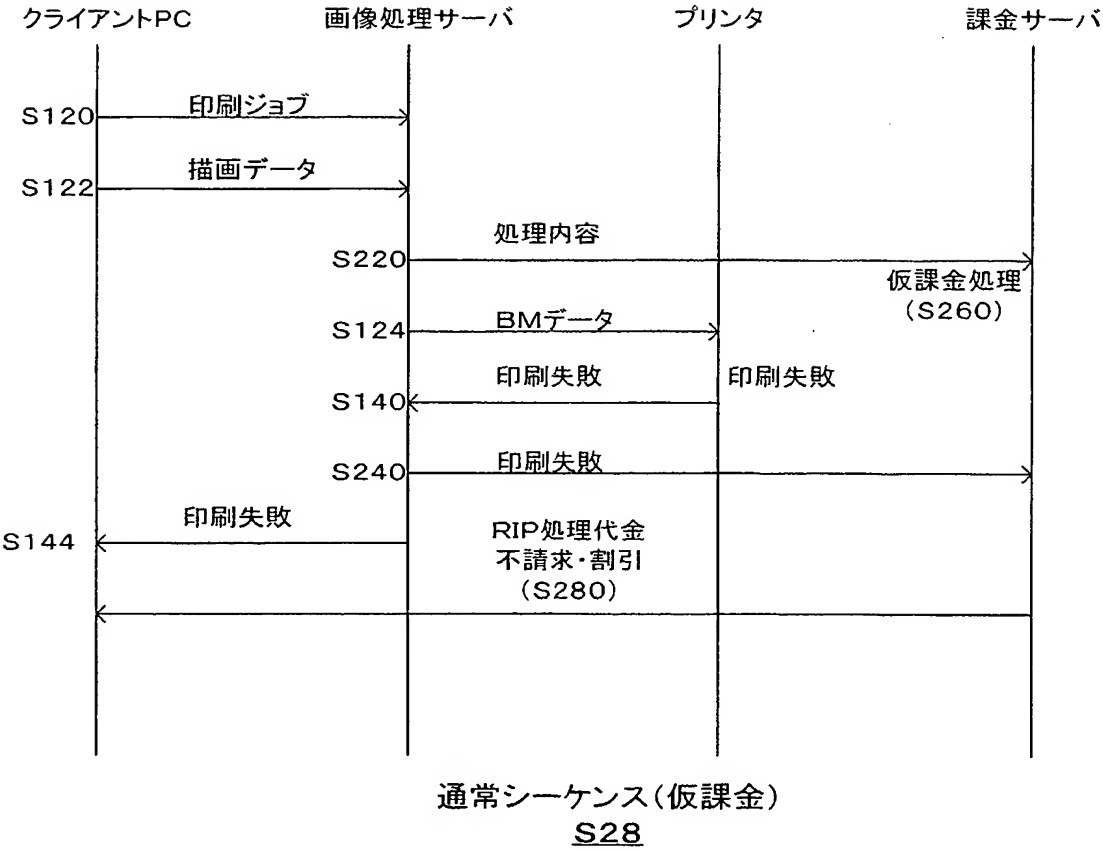 クライアントPC
画像処理サーバ
プリンタ
課金サーバ
S120
印刷ジョブ
S122
描画データ
S220
処理内容
仮課金処理
(S260)
S124
BMデータ
S140
印刷失敗
印刷失敗
S240
印刷失敗
S144
印刷失敗
RIP処理代金
不請求・割引
(S280)
通常シーケンス(仮課金)
S28